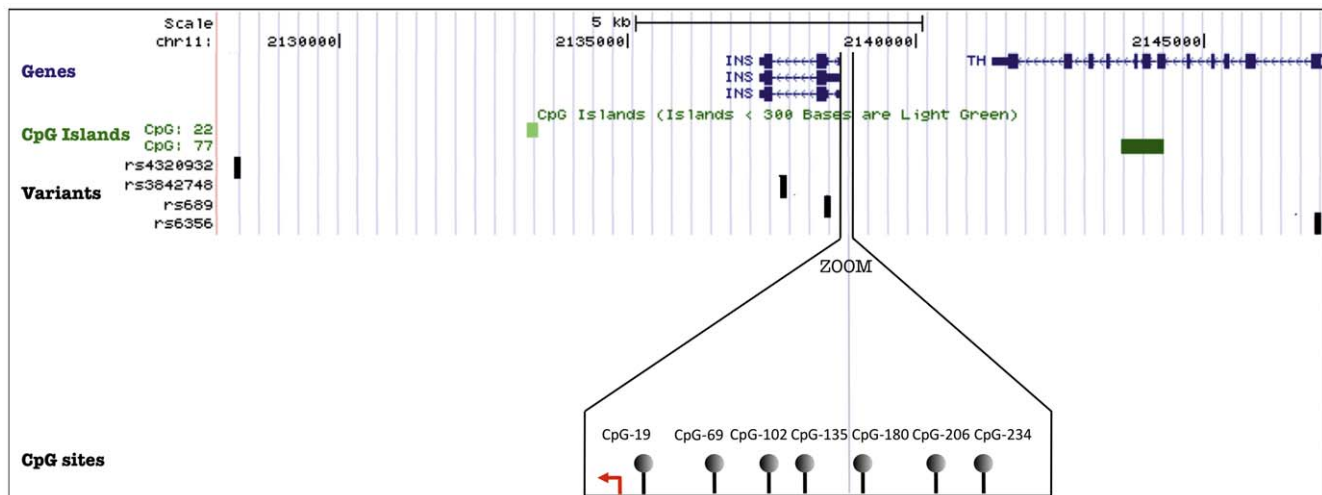 Scale 5 kb
chr11: 2130000 2135000 2140000 2145000
Genes INS TH
INS
INS
CpG Islands (Islands < 300 Bases are Light Green)
CpG Islands CpG: 22
CpG: 77
rs4320932
Variants rs3842748
rs689
rs6356
ZOOM
CpG-19 CpG-69 CpG-102 CpG-135 CpG-180 CpG-206 CpG-234
CpG sites